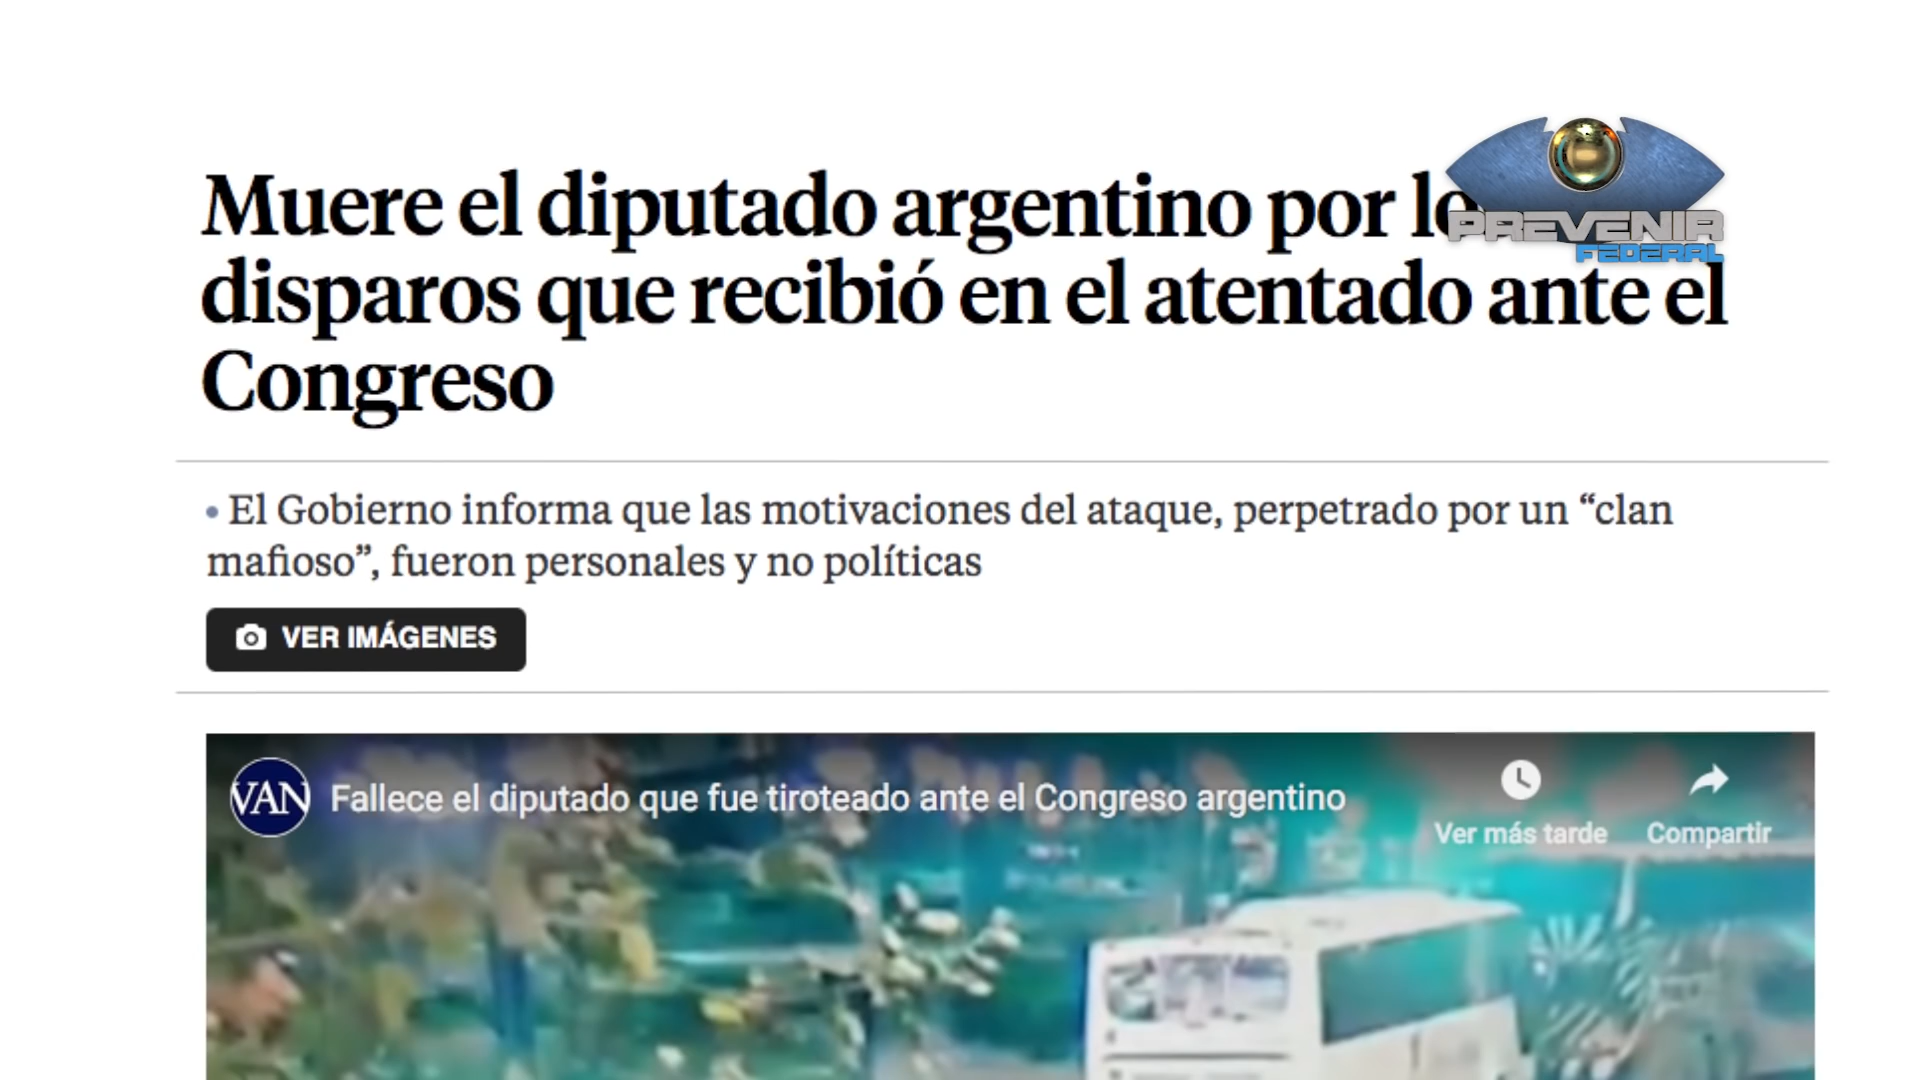 Muere el diputado argentino por lo
disparos que recibió en el atentado ante el
Congreso
PREVENIR
FEDERAL
• El Gobierno informa que las motivaciones del ataque, perpetrado por un “clan
mafioso”, fueron personales y no políticas
VER IMÁGENES
VAN
Fallece el diputado que fue tiroteado ante el Congreso argentino
Ver más tarde
Compartir